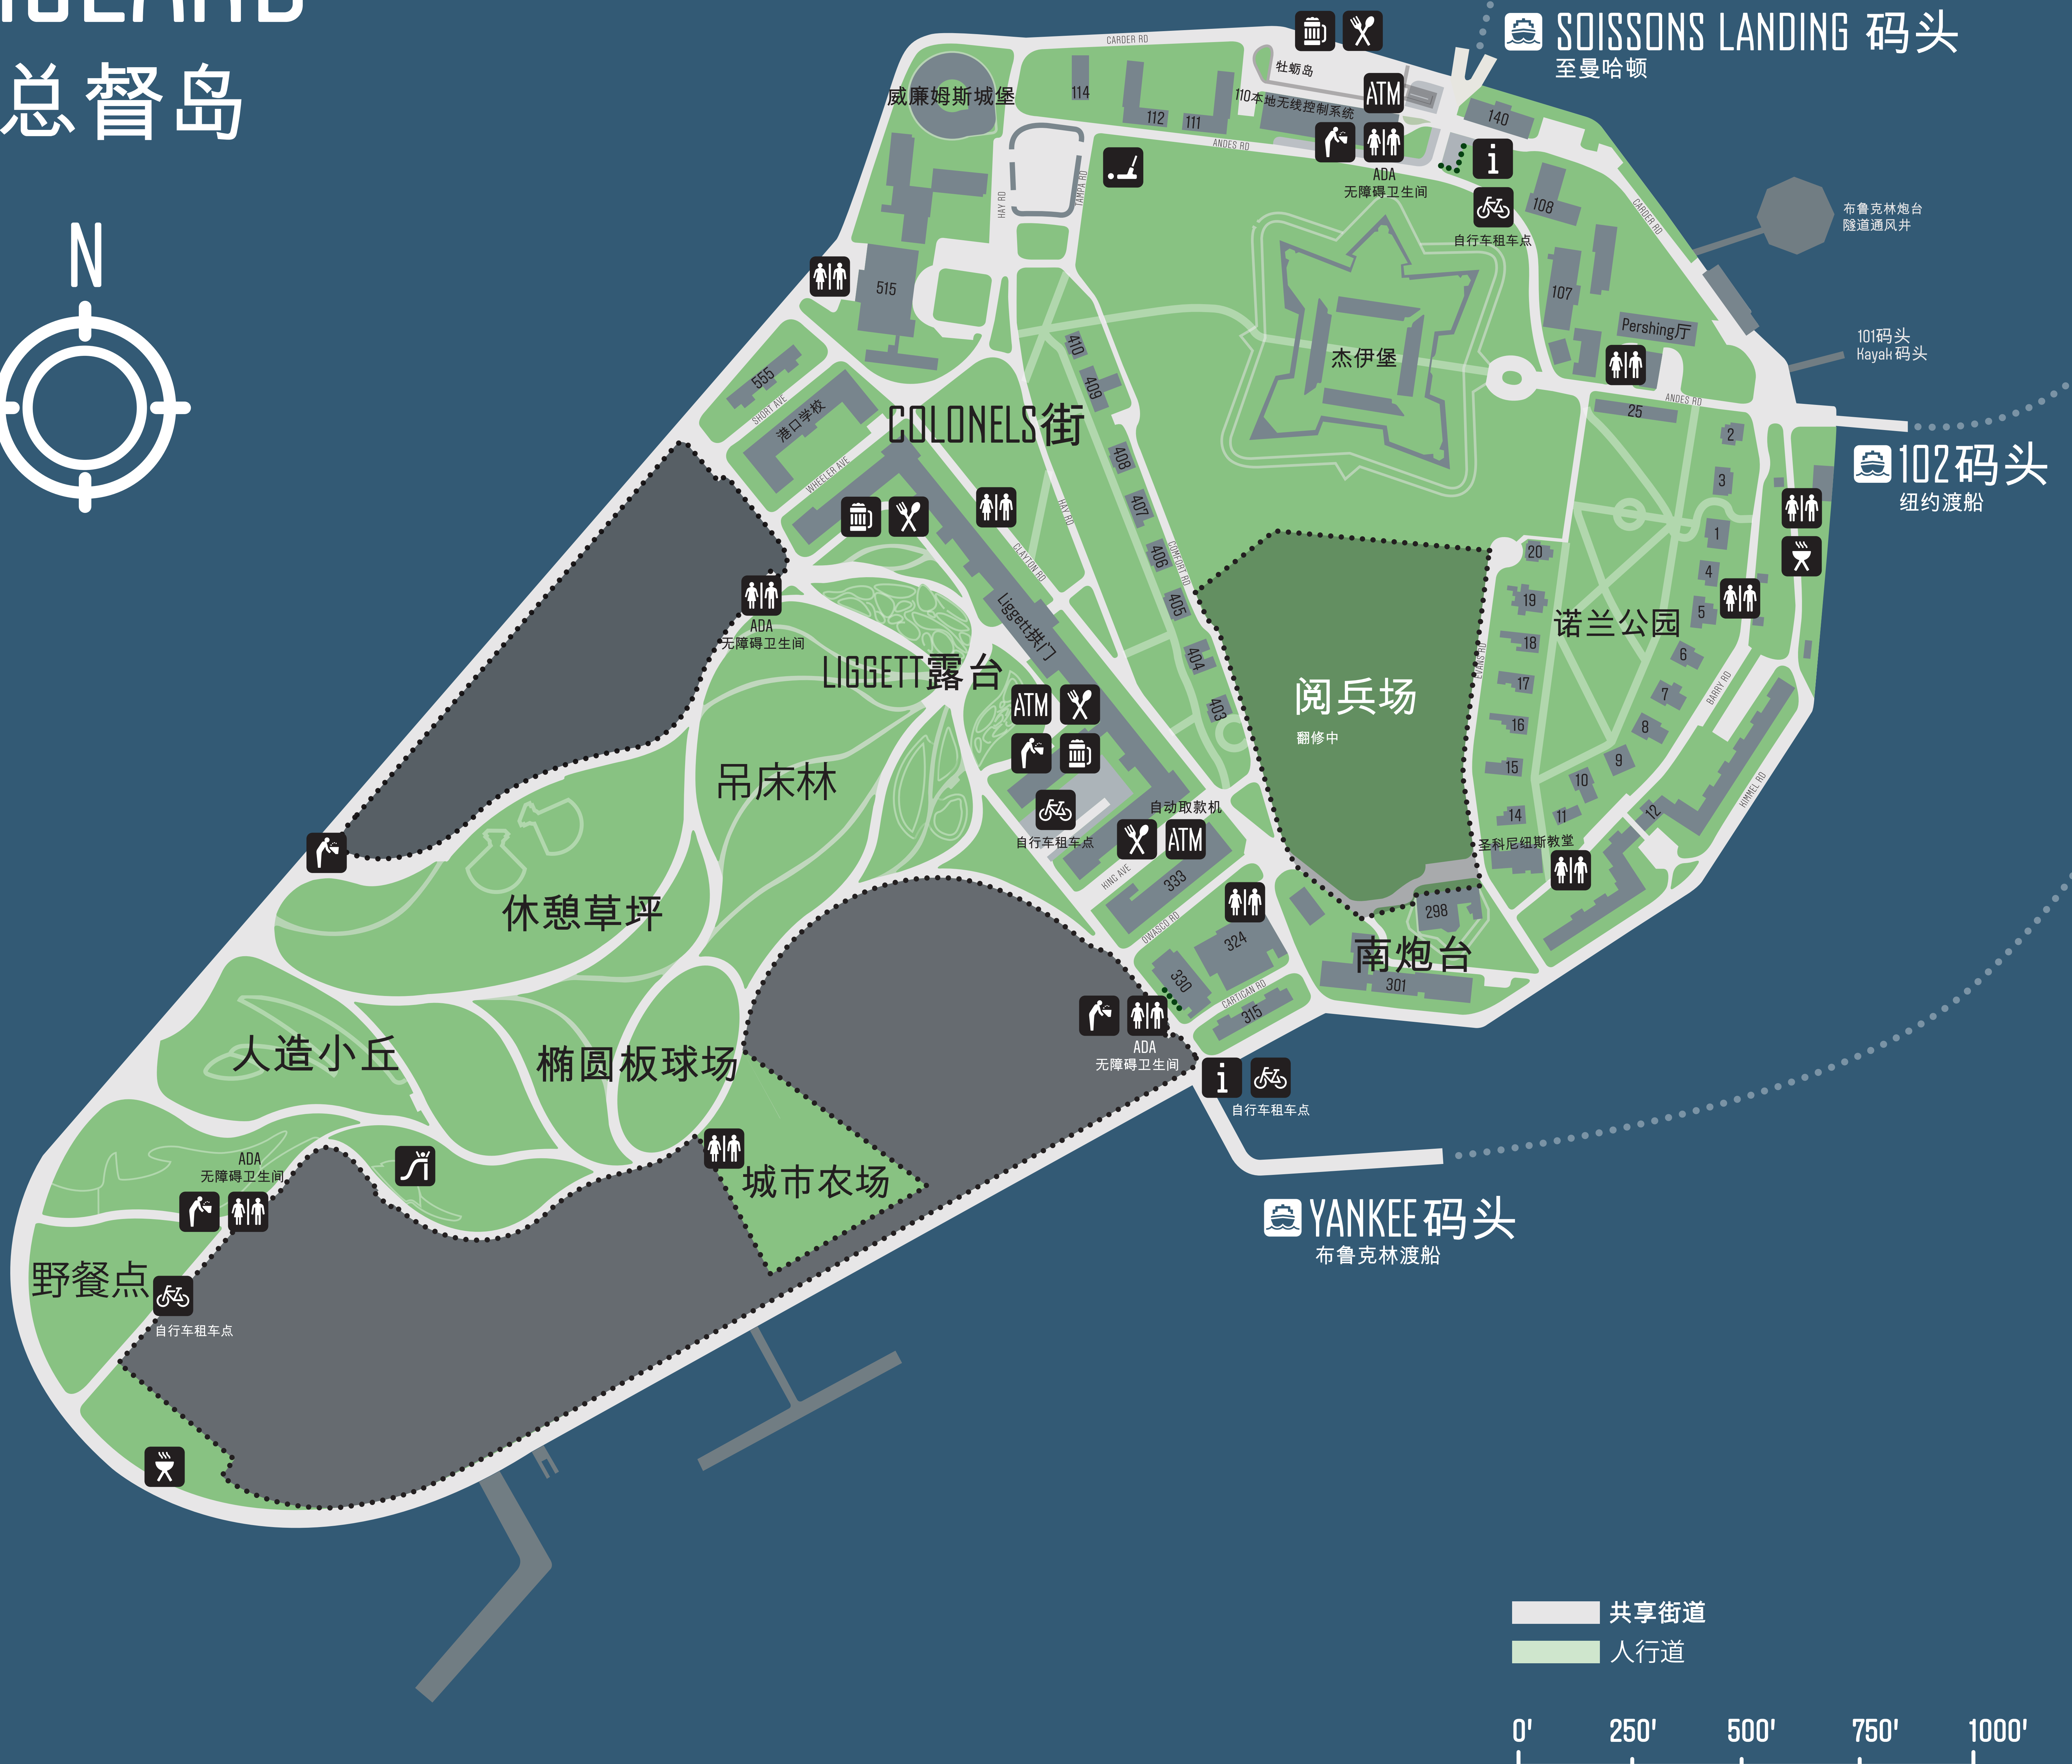 总督岛
N
SOISSONS LANDING 码头
至曼哈顿
CARDER RD
牡蛎岛
威廉姆斯城堡
114
112
111
110本地无线控制系统
ATM
140
ANDES RD
ADA
无障碍卫生间
i
自行车租车点
108
CARDER RD
布鲁克林炮台
隧道通风井
HAY RD
TAMPA RD
515
107
Pershing厅
101码头
Kayak 码头
杰伊堡
410
409
555
SHORT AVE
港口学校
WHEELER AVE
COLONELS街
ANDES RD
25
2
3
1
4
5
6
7
8
9
10
11
12
102码头
纽约渡船
408
407
406
405
404
403
HAY RD
CLAYTON RD
COMFORT RD
20
19
18
17
16
15
14
EVANS RD
诺兰公园
BARRY RD
KIMMEL RD
ADA
无障碍卫生间
Liggett拱门
LIGGETT露台
ATM
阅兵场
翻修中
吊床林
自行车租车点
自动取款机
ATM
KING AVE
333
圣科尼纽斯教堂
休憩草坪
OWASCO RD
324
298
南炮台
330
CARTIGAN RD
301
315
人造小丘
椭圆板球场
ADA
无障碍卫生间
i
自行车租车点
ADA
无障碍卫生间
城市农场
YANKEE 码头
布鲁克林渡船
野餐点
自行车租车点
共享街道
人行道
0' 250' 500' 750' 1000'